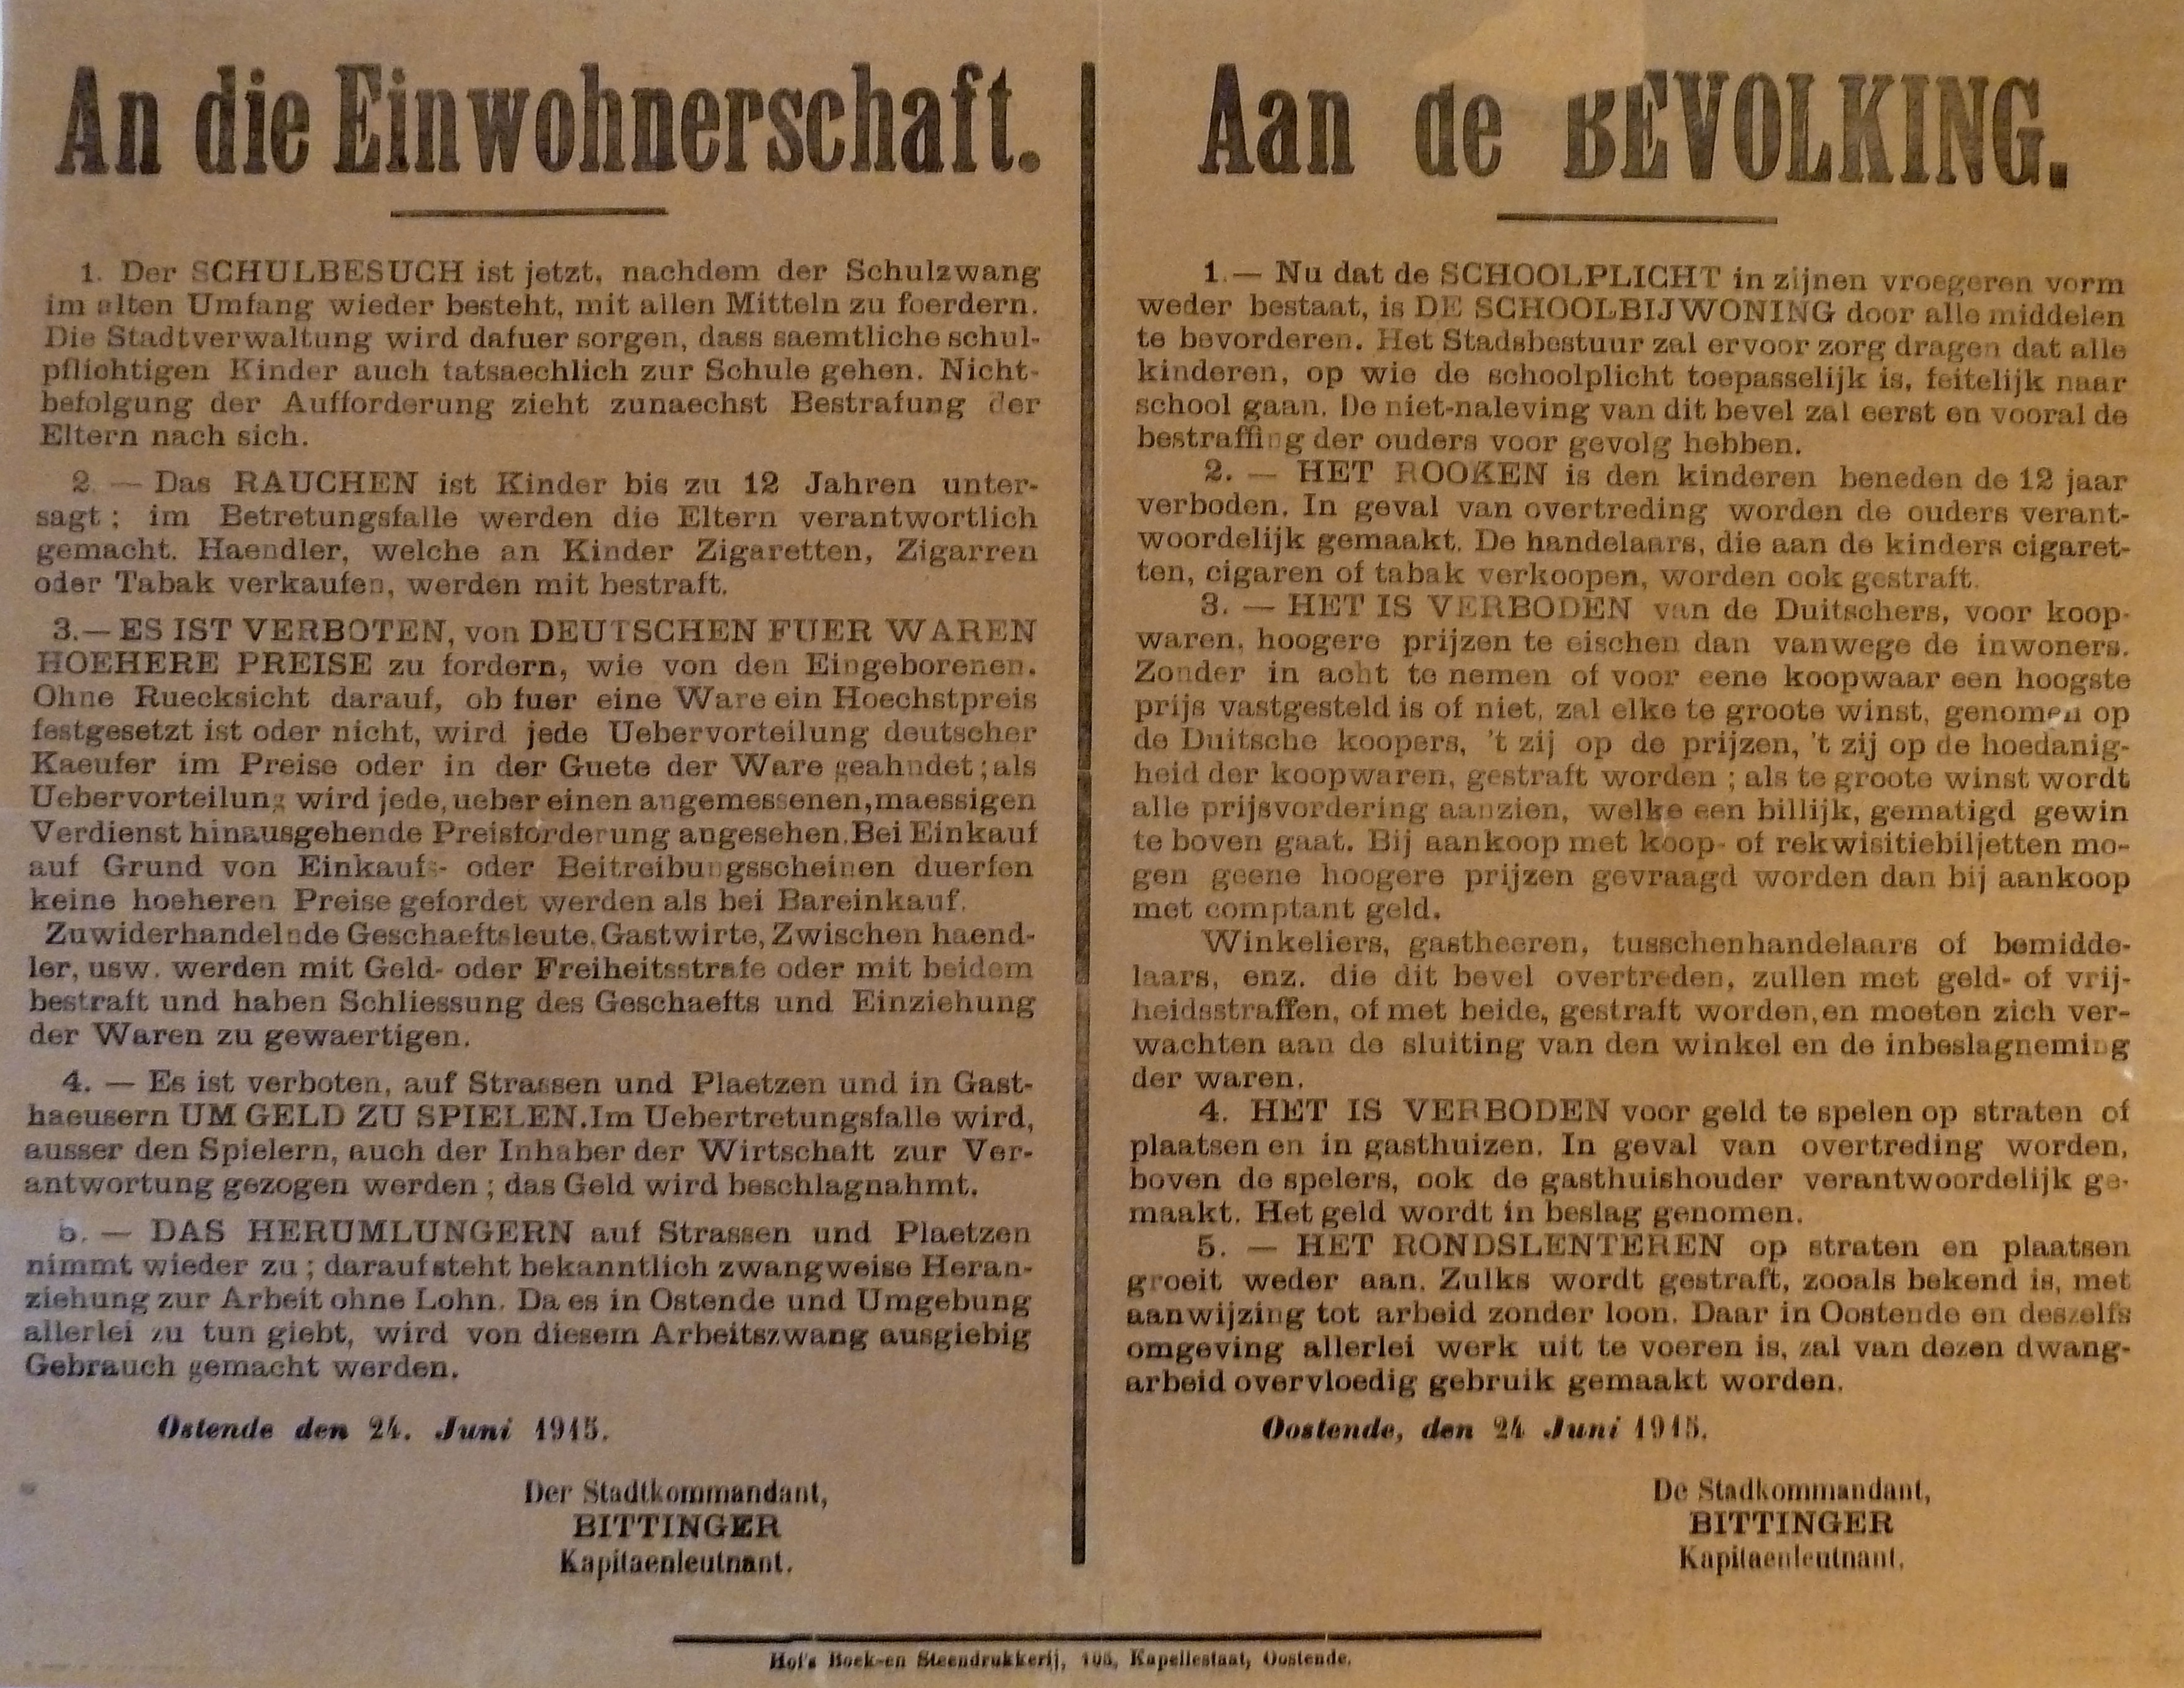 An die Einwohnerschaft.
1. Der SCHULBESUCH ist jetzt, nachdem der Schulzwang
im alten Umfang wieder besteht, mit allen Mitteln zu foerdern.
Die Stadtverwaltung wird dafuer sorgen, dass saemtliche schul-
pflichtigen Kinder auch tatsaechlich zur Schule gehen. Nicht-
befolgung der Aufforderung zieht zunaechst Bestrafung der
Eltern nach sich.
2. — Das RAUCHEN ist Kinder bis zu 12 Jahren unter-
sagt; im Betretungsfalle werden die Eltern verantwortlich
gemacht. Haendler, welche an Kinder Zigaretten, Zigarren
oder Tabak verkaufen, werden mit bestraft.
3.— ES IST VERBOTEN, von DEUTSCHEN FUER WAREN
HOEHERE PREISE zu fordern, wie von den Eingeborenen.
Ohne Ruecksicht darauf, ob fuer eine Ware ein Hoechstpreis
festgesetzt ist oder nicht, wird jede Uebervorteilung deutscher
Kaeufer im Preise oder in der Guete der Ware geahndet; als
Uebervorteilung wird jede, ueber einen angemessenen, maessigen
Verdienst hinausgehende Preisforderung angesehen. Bei Einkauf
auf Grund von Einkaufs- oder Beitreibungsscheinen duerfen
keine hoeheren Preise gefordet werden als bei Bareinkauf.
Zuwiderhandelnde Geschaeftsleute, Gastwirte, Zwischen haend-
ler, usw. werden mit Geld- oder Freiheitsstrafe oder mit beidem
bestraft und haben Schliessung des Geschaefts und Einziehung
der Waren zu gewaertigen.
4. — Es ist verboten, auf Strassen und Plaetzen und in Gast-
haeusern UM GELD ZU SPIELEN. Im Uebertretungsfalle wird,
ausser den Spielern, auch der Inhaber der Wirtschaft zur Ver-
antwortung gezogen werden; das Geld wird beschlagnahmt.
5. — DAS HERUMLUNGERN auf Strassen und Plaetzen
nimmt wieder zu; darauf steht bekanntlich zwangweise Heran-
ziehung zur Arbeit ohne Lohn. Da es in Ostende und Umgebung
allerlei zu tun giebt, wird von diesem Arbeitszwang ausgiebig
Gebrauch gemacht werden.
Ostende den 24. Juni 1915.
Der Stadtkommandant,
BITTINGER
Kapitaenleutnant.
Aan de BEVOLKING.
1.— Nu dat de SCHOOLPLICHT in zijnen vroegeren vorm
weder bestaat, is DE SCHOOLBIJWONING door alle middelen
te bevorderen. Het Stadsbestuur zal ervoor zorg dragen dat alle
kinderen, op wie de schoolplicht toepasselijk is, feitelijk naar
school gaan. De niet-naleving van dit bevel zal eerst en vooral de
bestraffing der ouders voor gevolg hebben.
2. — HET ROOKEN is den kinderen beneden de 12 jaar
verboden. In geval van overtreding worden de ouders verant-
woordelijk gemaakt. De handelaars, die aan de kinders cigaret-
ten, cigaren of tabak verkoopen, worden ook gestraft.
3. — HET IS VERBODEN van de Duitschers, voor koop-
waren, hoogere prijzen te eischen dan vanwege de inwoners.
Zonder in acht te nemen of voor eene koopwaar een hoogste
prijs vastgesteld is of niet, zal elke te groote winst, genomen op
de Duitsche koopers, 't zij op de prijzen, 't zij op de hoedanig-
heid der koopwaren, gestraft worden; als te groote winst wordt
alle prijsvordering aanzien, welke een billijk, gematigd gewin
te boven gaat. Bij aankoop met koop- of rekwisitiebiljetten mo-
gen geene hoogere prijzen gevraagd worden dan bij aankoop
met comptant geld.
Winkeliers, gastheeren, tusschenhandelaars of bemidde-
laars, enz. die dit bevel overtreden, zullen met geld- of vrij-
heidsstraffen, of met beide, gestraft worden, en moeten zich ver-
wachten aan de sluiting van den winkel en de inbeslagneming
der waren.
4. HET IS VERBODEN voor geld te spelen op straten of
plaatsen en in gasthuizen. In geval van overtreding worden,
boven de spelers, ook de gasthuishouder verantwoordelijk ge-
maakt. Het geld wordt in beslag genomen.
5. — HET RONDSLENTEREN op straten en plaatsen
groeit weder aan. Zulks wordt gestraft, zooals bekend is, met
aanwijzing tot arbeid zonder loon. Daar in Oostende en deszelfs
omgeving allerlei werk uit te voeren is, zal van dezen dwang-
arbeid overvloedig gebruik gemaakt worden.
Oostende, den 24 Juni 1915.
De Stadkommandant,
BITTINGER
Kapitaenleutnant.
Hol's Boek-en Steendrukkerij, 105, Kapellestaat, Oostende.